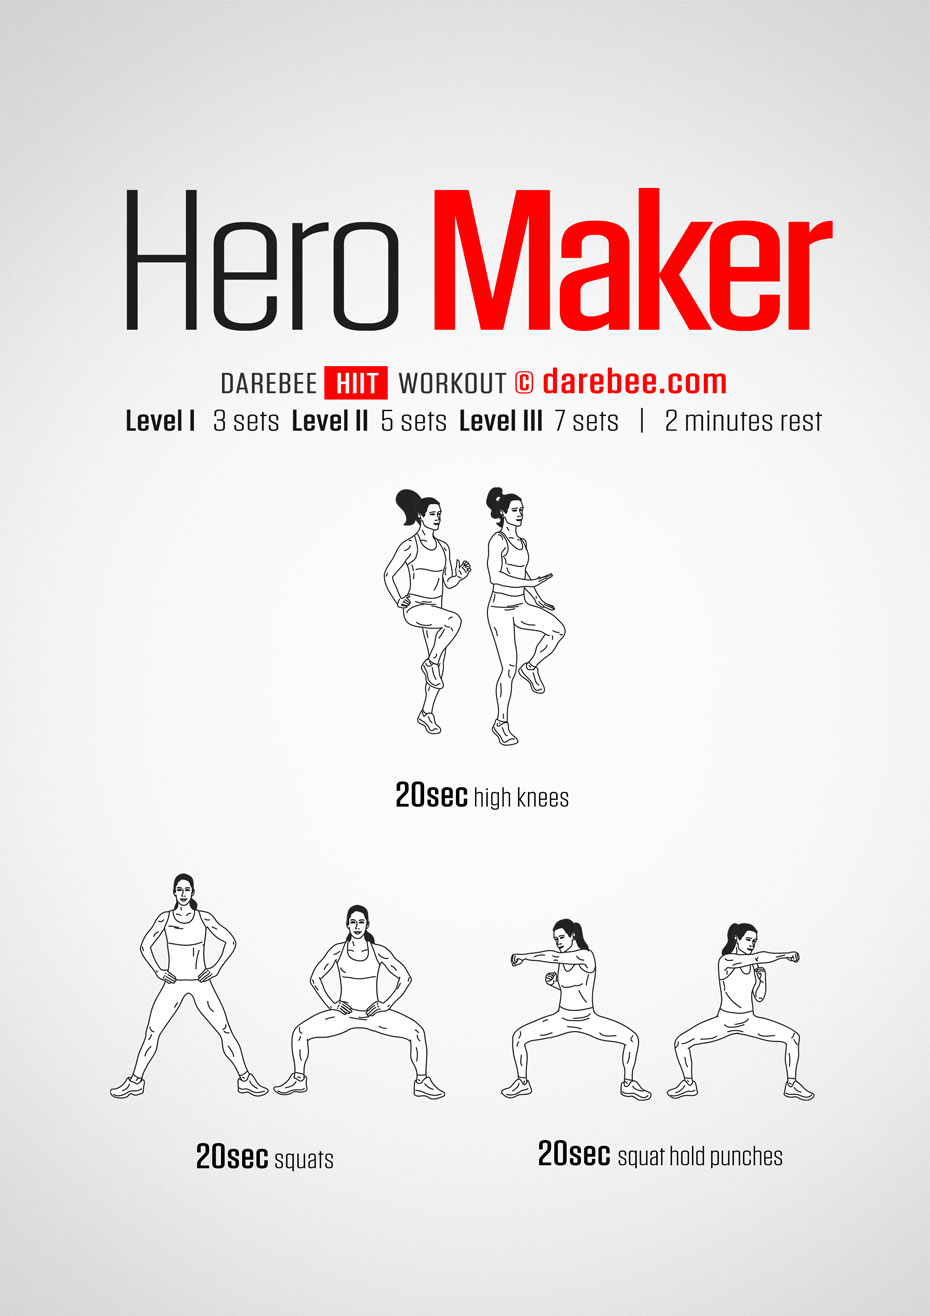 Hero Maker
DAREBEE HIIT WORKOUT © darebee.com
Level I 3 sets Level II 5 sets Level III 7 sets | 2 minutes rest
20sec high knees
20sec squats
20sec squat hold punches